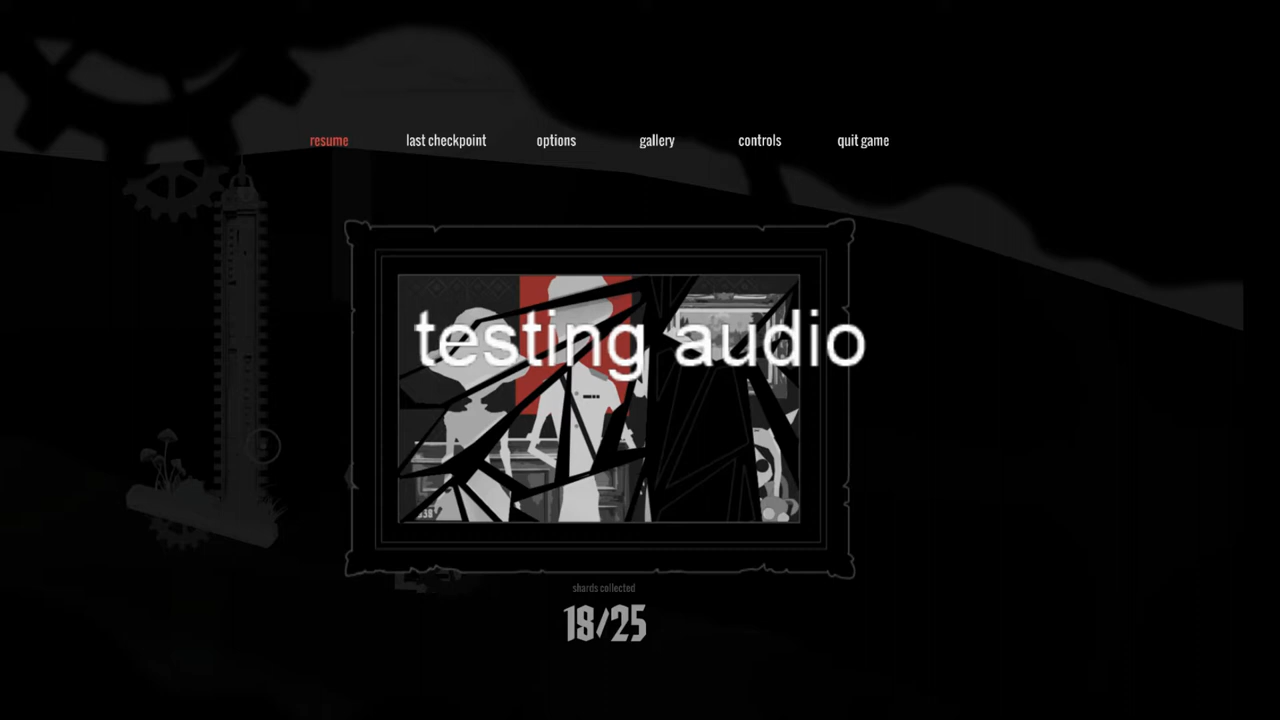 resume last checkpoint options gallery controls quit game
testing audio
shards collected
18/25